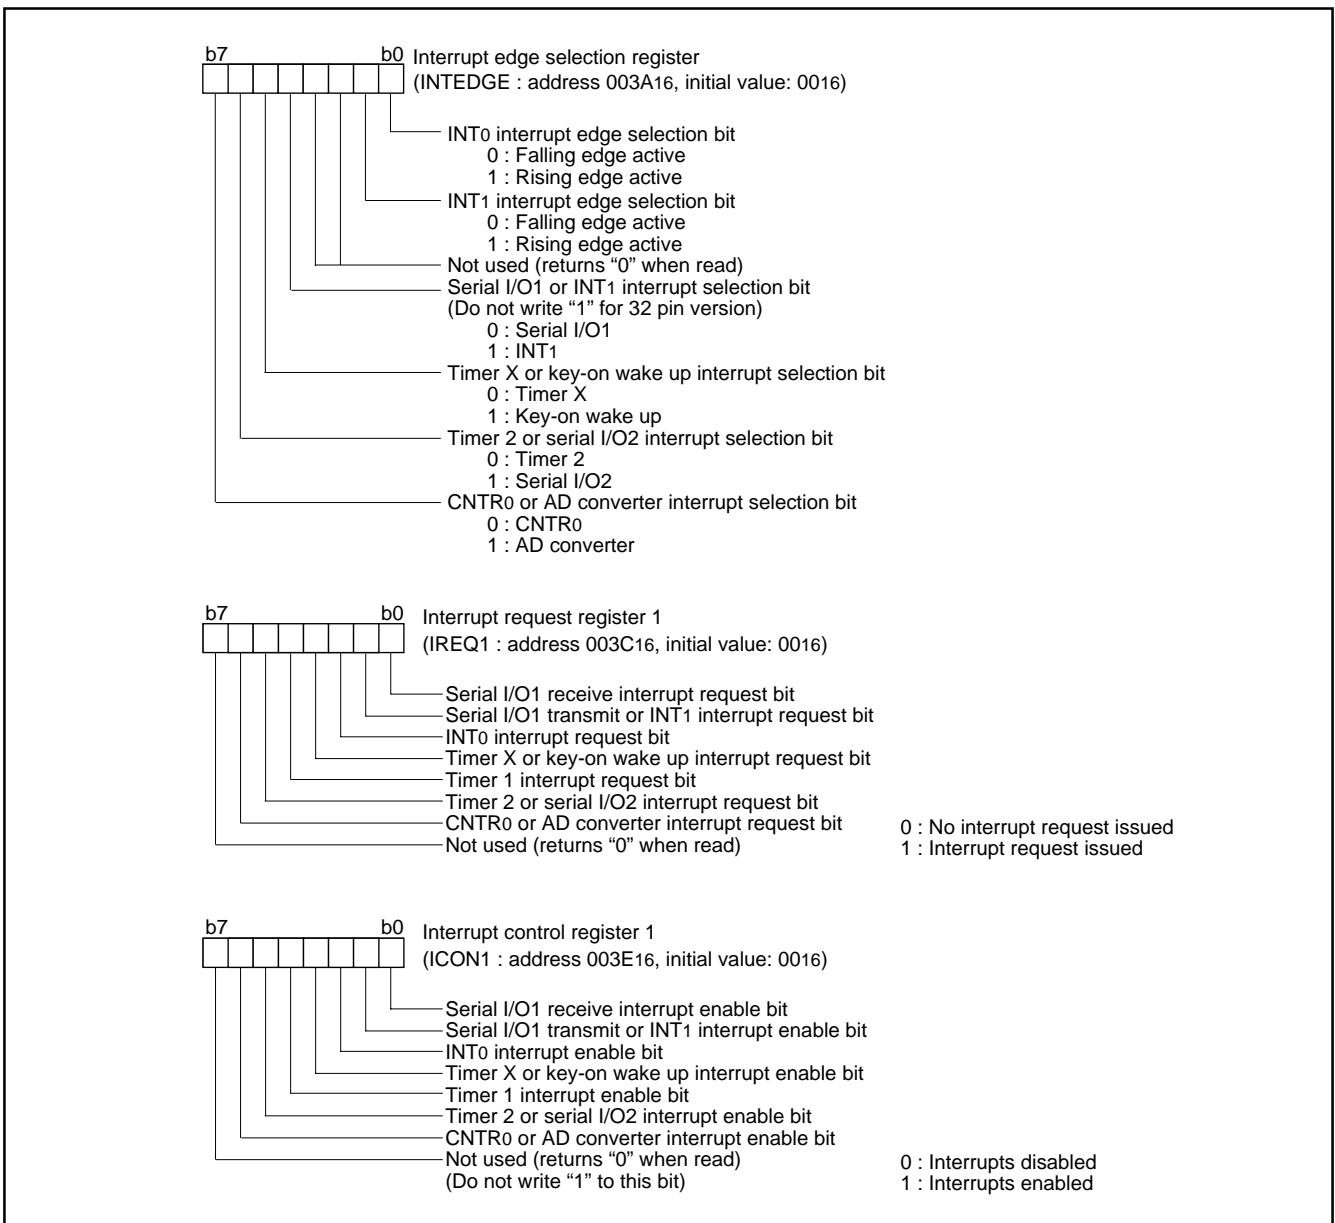 b7 b0 Interrupt edge selection register
(INTEDGE : address 003A16, initial value: 0016)
INT0 interrupt edge selection bit
0 : Falling edge active
1 : Rising edge active
INT1 interrupt edge selection bit
0 : Falling edge active
1 : Rising edge active
Not used (returns “0” when read)
Serial I/O1 or INT1 interrupt selection bit
(Do not write “1” for 32 pin version)
0 : Serial I/O1
1 : INT1
Timer X or key-on wake up interrupt selection bit
0 : Timer X
1 : Key-on wake up
Timer 2 or serial I/O2 interrupt selection bit
0 : Timer 2
1 : Serial I/O2
CNTR0 or AD converter interrupt selection bit
0 : CNTR0
1 : AD converter
b7 b0 Interrupt request register 1
(IREQ1 : address 003C16, initial value: 0016)
Serial I/O1 receive interrupt request bit
Serial I/O1 transmit or INT1 interrupt request bit
INT0 interrupt request bit
Timer X or key-on wake up interrupt request bit
Timer 1 interrupt request bit
Timer 2 or serial I/O2 interrupt request bit
CNTR0 or AD converter interrupt request bit
Not used (returns “0” when read)
0 : No interrupt request issued
1 : Interrupt request issued
b7 b0 Interrupt control register 1
(ICON1 : address 003E16, initial value: 0016)
Serial I/O1 receive interrupt enable bit
Serial I/O1 transmit or INT1 interrupt enable bit
INT0 interrupt enable bit
Timer X or key-on wake up interrupt enable bit
Timer 1 interrupt enable bit
Timer 2 or serial I/O2 interrupt enable bit
CNTR0 or AD converter interrupt enable bit
Not used (returns “0” when read)
(Do not write “1” to this bit)
0 : Interrupts disabled
1 : Interrupts enabled